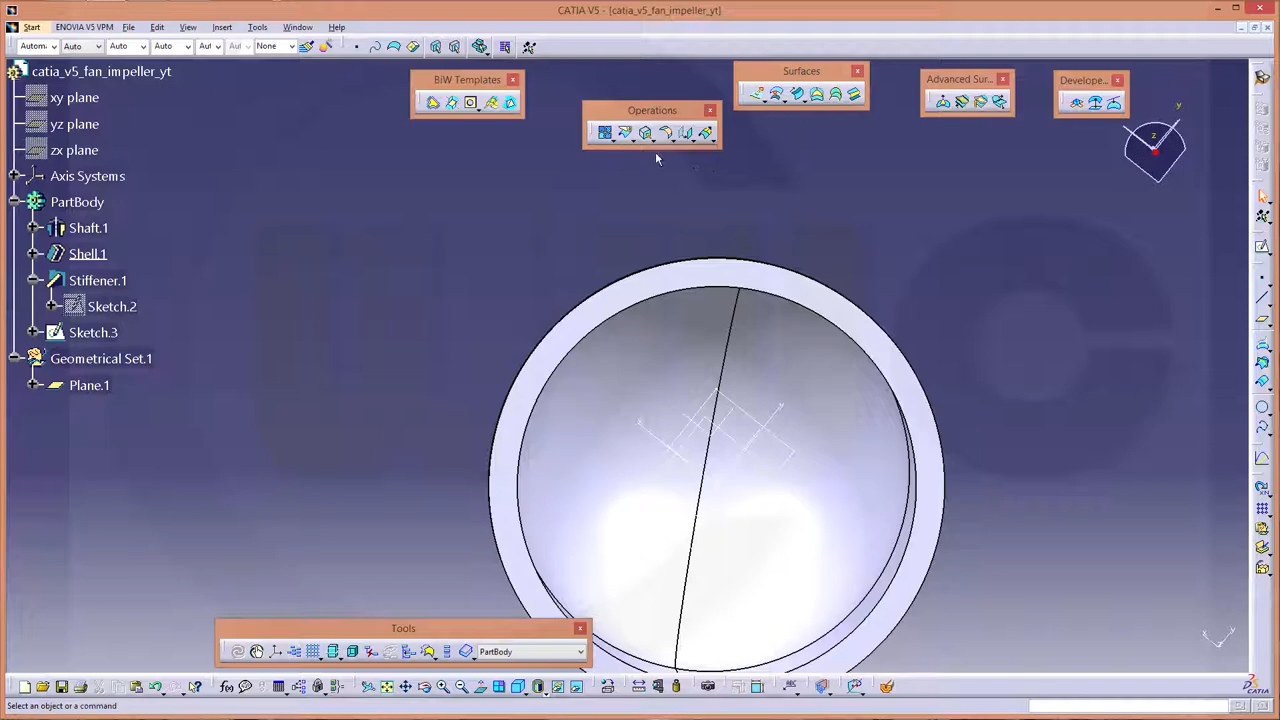 CATIA V5 - [catia_v5_fan_impeller_yt]
Start ENOVIA V5 VPM File Edit Insert Tools Window Help
Autom Auto Auto Auto Aut Aut None
catia_v5_fan_impeller_yt
xy plane
yz plane
zx plane
Axis Systems
PartBody
Shaft.1
Shell.1
Stiffener.1
Sketch.2
Sketch.3
Geometrical Set.1
Plane.1
BiW Templates
Operations
Surfaces
Advanced Sur...
Develope...
y
z
Tools
PartBody
Select an object or a command